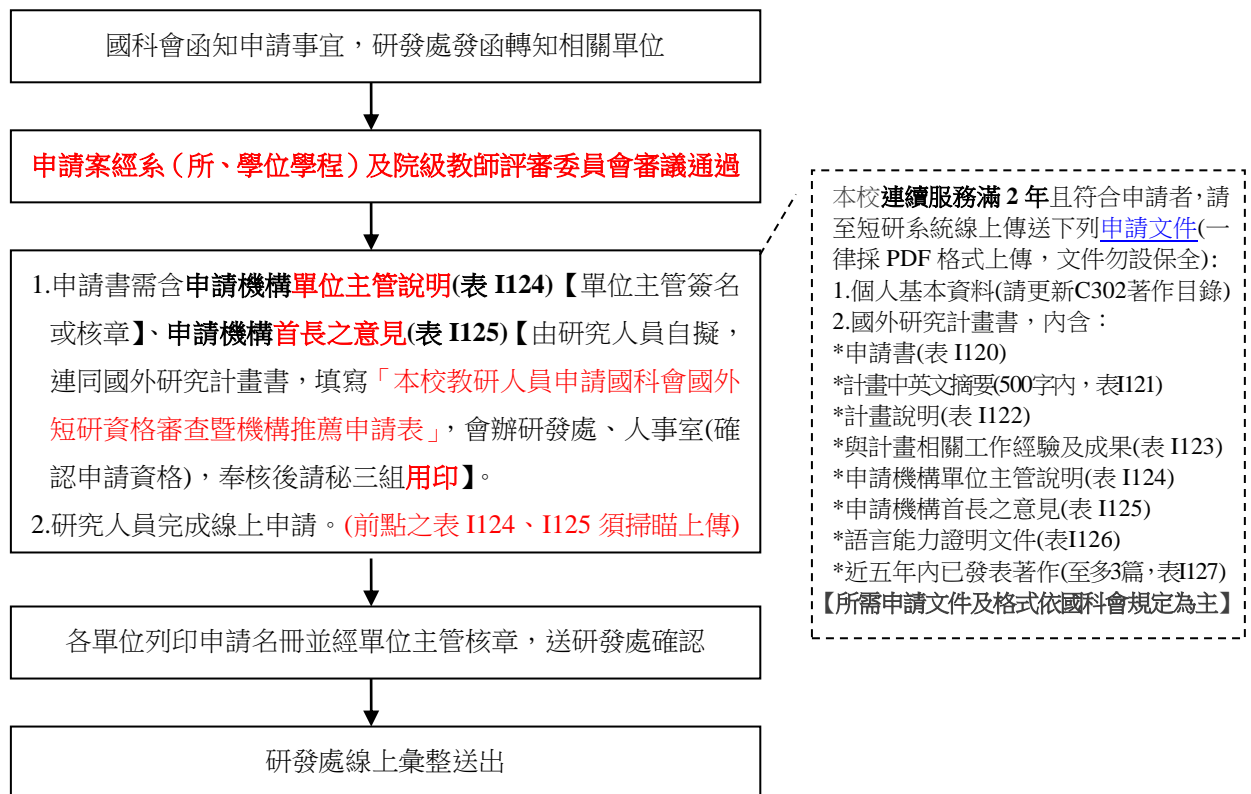 國科會函知申請事宜，研發處發函轉知相關單位
申請案經系（所、學位學程）及院級教師評審委員會審議通過
1.申請書需含申請機構單位主管說明(表 I124)【單位主管簽名
或核章】、申請機構首長之意見(表 I125)【由研究人員自擬，
連同國外研究計畫書，填寫「本校教研人員申請國科會國外
短研資格審查暨機構推薦申請表」，會辦研發處、人事室(確
認申請資格)，奉核後請秘三組用印】。
2.研究人員完成線上申請。(前點之表 I124、I125 須掃瞄上傳)
各單位列印申請名冊並經單位主管核章，送研發處確認
研發處線上彙整送出
本校連續服務滿 2 年且符合申請者，請
至短研系統線上傳送下列申請文件(一
律採 PDF 格式上傳，文件勿設保全):
1.個人基本資料(請更新C302著作目錄)
2.國外研究計畫書，內含：
*申請書(表 I120)
*計畫中英文摘要(500字內，表I121)
*計畫說明(表 I122)
*與計畫相關工作經驗及成果(表 I123)
*申請機構單位主管說明(表 I124)
*申請機構首長之意見(表 I125)
*語言能力證明文件(表I126)
*近五年內已發表著作(至多3篇，表I127)
【所需申請文件及格式依國科會規定為主】